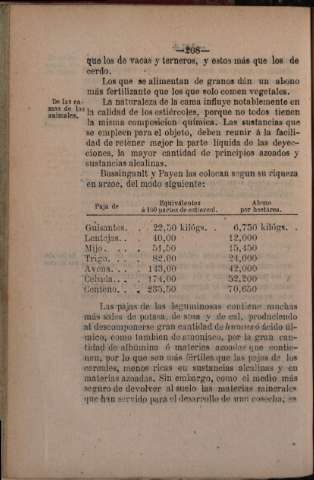 —208—
que los de vacas y terneros, y estos más que los de
cerdo.
Los que se alimentan de granos dan un abono
más fertilizante que los que solo comen vegetales.
De las ca-
mas de las
animales.
La naturaleza de la cama influye notablemente en
la calidad de los estiércoles, porque no todos tienen
la misma composicion química. Las sustancias que
se empleen para el objeto, deben reunir á la facili-
dad de retener mejor la parte líquida de las deyec-
ciones, la mayor cantidad de principios azoados y
sustancias alcalinas.
Bussingault y Payen los colocan segun su riqueza
en ázoe, del modo siguiente:
Paja de Equivalentes á 100 partes de estiercol. Abono por hectarea.
Guisantes. . . 22,50 kilógs. . 6,750 kilógs. .
Lentejas. . . 40,00 12,000
Mijo. . . . 51,50 15,450
Trigo. . . . 82,00 24,000
Avena. . . . 143,00 42,000
Cebada. . . . 174,00 52,200
Centeno. . . . 235,50 70,650
Las pajas de las leguminosas contiene muchas
más sales de potasa, de sosa y de cal, produciendo
al descomponerse gran cantidad de humus ó ácido úl-
mico, como tambien de amoniaco, por la gran can-
tidad de albúmina ó materias azoadas que contie-
nen, por lo que son más fértiles que las pajas de los
cereales, menos ricas en sustancias alcalinas y en
materias azoadas. Sin embargo, como el medio más
seguro de devolver al suelo las materias minerales
que han servido para el desarrollo de una cosecha, es